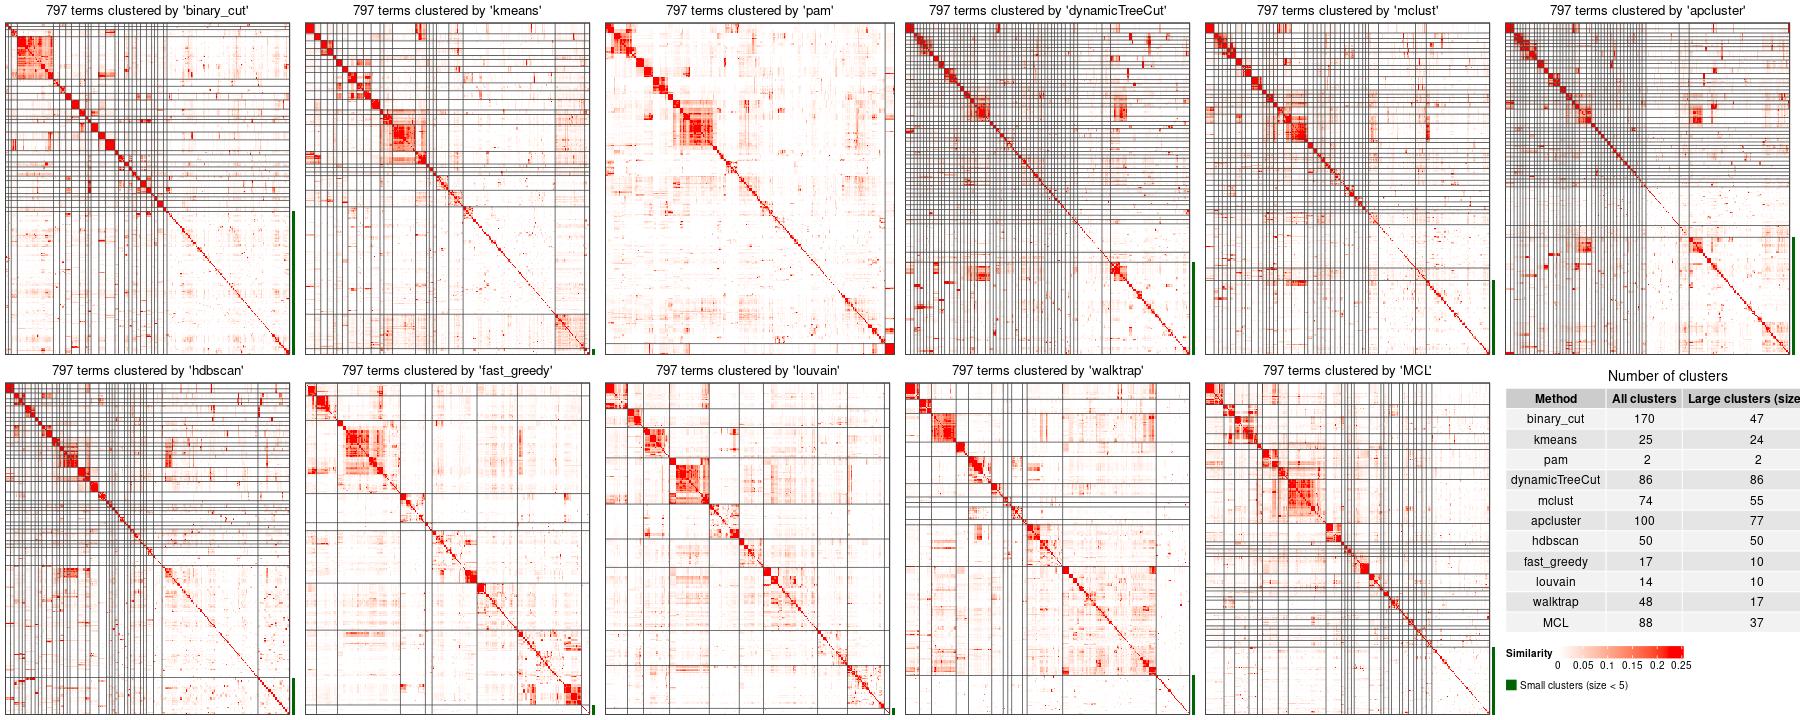 797 terms clustered by 'binary_cut'
797 terms clustered by 'kmeans'
797 terms clustered by 'pam'
797 terms clustered by 'dynamicTreeCut'
797 terms clustered by 'mclust'
797 terms clustered by 'apcluster'
797 terms clustered by 'hdbscan'
797 terms clustered by 'fast_greedy'
797 terms clustered by 'louvain'
797 terms clustered by 'walktrap'
797 terms clustered by 'MCL'
Number of clusters
Method All clusters Large clusters (size
binary_cut 170 47
kmeans 25 24
pam 2 2
dynamicTreeCut 86 86
mclust 74 55
apcluster 100 77
hdbscan 50 50
fast_greedy 17 10
louvain 14 10
walktrap 48 17
MCL 88 37
Similarity
0 0.05 0.1 0.15 0.2 0.25
Small clusters (size < 5)